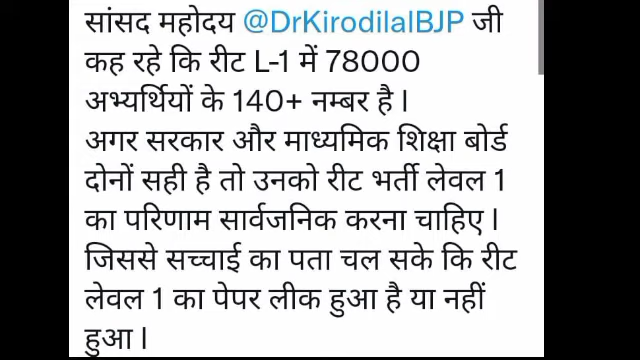 सांसद महोदय @DrKirodilalBJP जी
कह रहे कि रीट L-1 में 78000
अभ्यर्थियों के 140+ नम्बर है।
अगर सरकार और माध्यमिक शिक्षा बोर्ड
दोनों सही है तो उनको रीट भर्ती लेवल 1
का परिणाम सार्वजनिक करना चाहिए।
जिससे सच्चाई का पता चल सके कि रीट
लेवल 1 का पेपर लीक हुआ है या नहीं
हुआ।